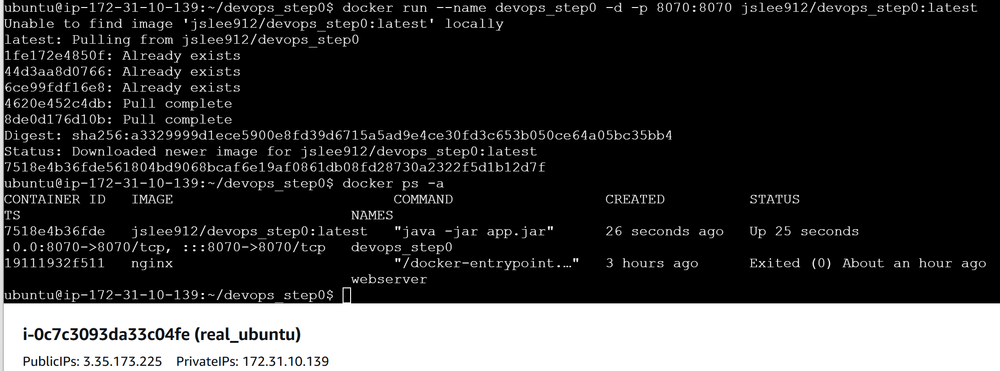 ubuntu@ip-172-31-10-139:~/devops_step0$ docker run --name devops_step0 -d -p 8070:8070 jslee912/devops_step0:latest
Unable to find image 'jslee912/devops_step0:latest' locally
latest: Pulling from jslee912/devops_step0
1fe172e4850f: Already exists
44d3aa8d0766: Already exists
6ce99fdf16e8: Already exists
4620e452c4db: Pull complete
8de0d176d10b: Pull complete
Digest: sha256:a3329999d1ece5900e8fd39d6715a5ad9e4ce30fd3c653b050ce64a05bc35bb4
Status: Downloaded newer image for jslee912/devops_step0:latest
7518e4b36fde561804bd9068bcaf6e19af0861db08fd28730a2322f5d1b12d7f
ubuntu@ip-172-31-10-139:~/devops_step0$ docker ps -a
CONTAINER ID   IMAGE                          COMMAND                  CREATED          STATUS
TS                                       NAMES
7518e4b36fde   jslee912/devops_step0:latest   "java -jar app.jar"      26 seconds ago   Up 25 seconds
.0.0:8070->8070/tcp, :::8070->8070/tcp   devops_step0
19111932f511   nginx                          "/docker-entrypoint.…"   3 hours ago      Exited (0) About an hour ago
                                         webserver
ubuntu@ip-172-31-10-139:~/devops_step0$
i-0c7c3093da33c04fe (real_ubuntu)
PublicIPs: 3.35.173.225    PrivateIPs: 172.31.10.139